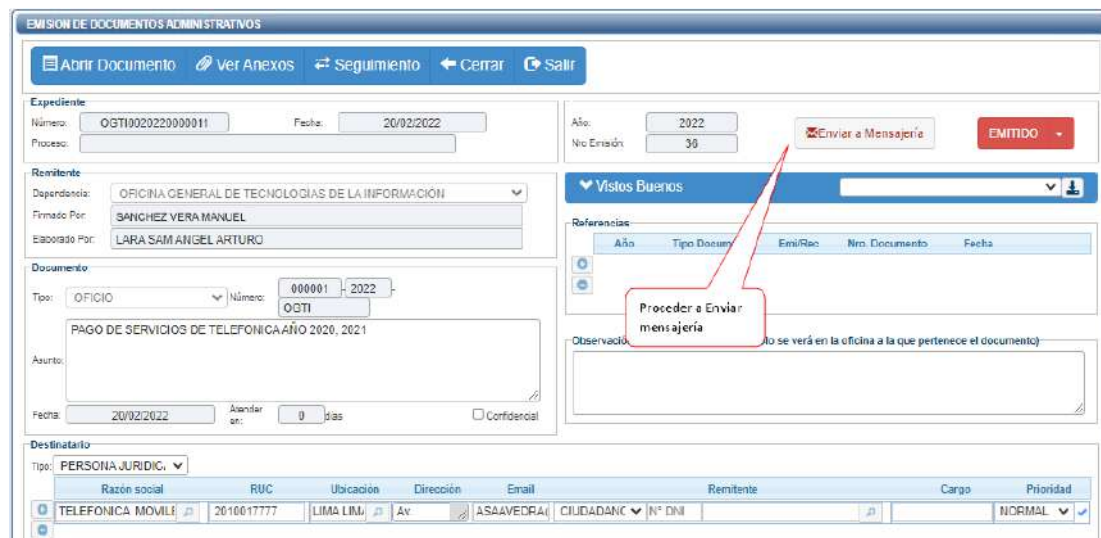 EMISION DE DOCUMENTOS ADMINISTRATIVOS
Abrir Documento Ver Anexos Seguimiento Cerrar Salir
Expediente
Número: OGTI0020220000011 Fecha: 20/02/2022
Proceso:
Año: 2022
Nro Emisión: 36
Enviar a Mensajería EMITIDO
Remitente
Dependencia: OFICINA GENERAL DE TECNOLOGÍAS DE LA INFORMACIÓN
Firmado Por: SANCHEZ VERA MANUEL
Elaborado Por: LARA SAM ANGEL ARTURO
Vistos Buenos
Referencias
Año Tipo Docum Emi/Rec Nro. Documento Fecha
Proceder a Enviar
mensajería
Documento
Tipo: OFICIO Número: 000001 - 2022 -
OGTI
Asunto: PAGO DE SERVICIOS DE TELEFONICA AÑO 2020, 2021
Fecha: 20/02/2022 Atender en: 0 días Confidencial
Observació lo se verá en la oficina a la que pertenece el documento)
Destinatario
Tipo: PERSONA JURIDIC.
Razón social RUC Ubicación Dirección Email Remitente Cargo Prioridad
TELEFONICA MOVILE 2010017777 LIMA LIM Av ASAAVEDRA( CIUDADANC N° DNI NORMAL